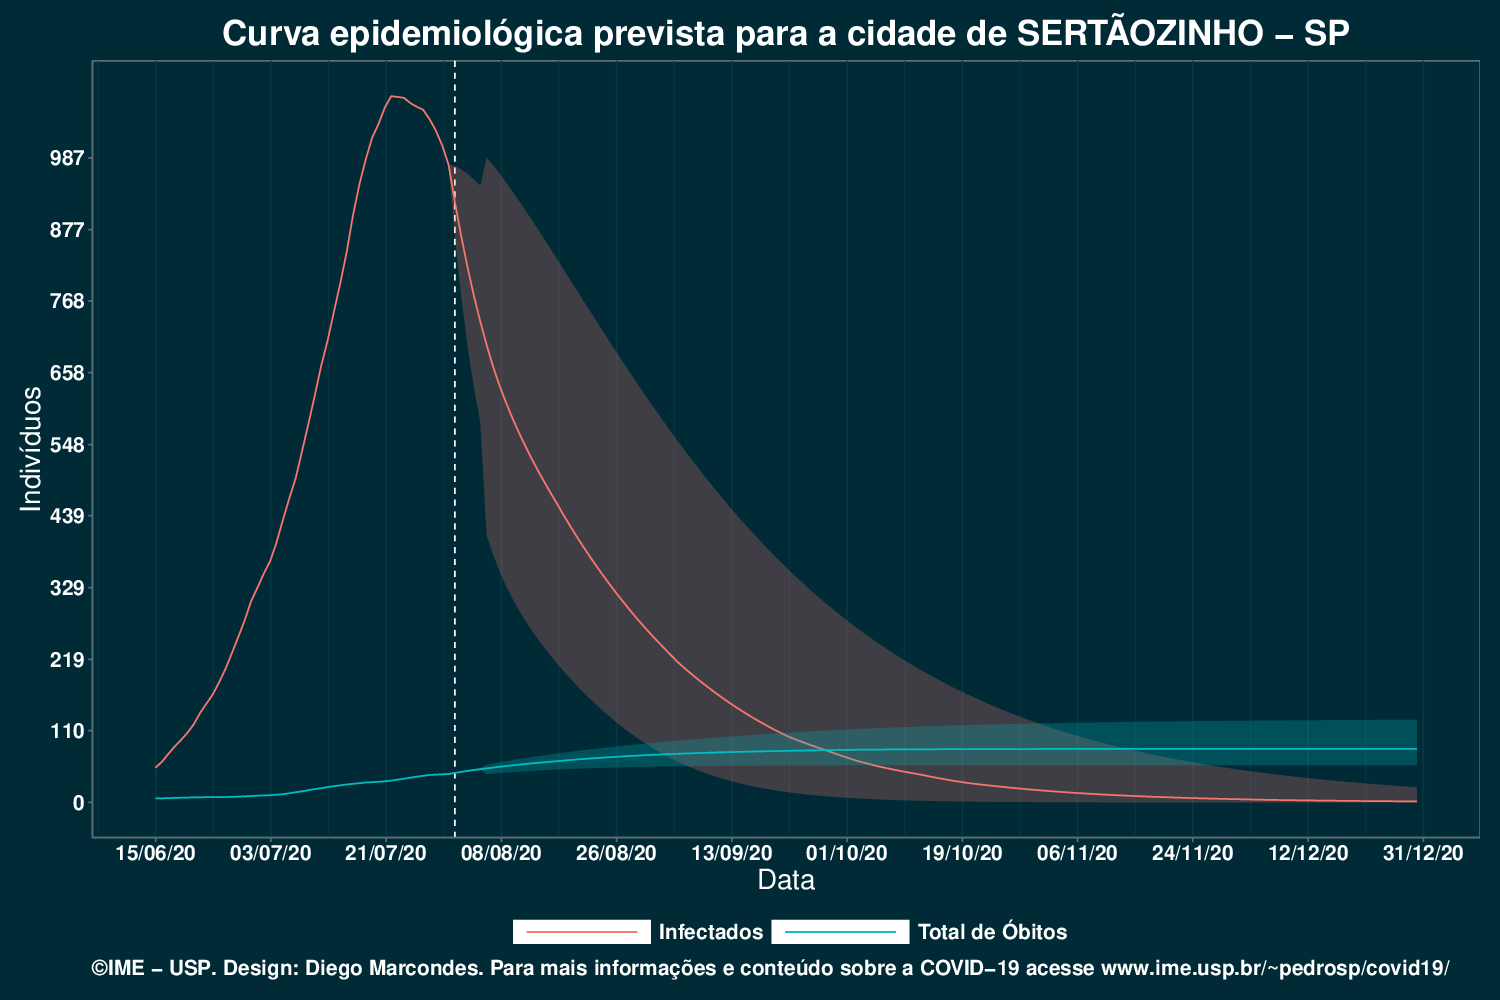 Curva epidemiológica prevista para a cidade de SERTÃOZINHO – SP
Indivíduos
987
877
768
658
548
439
329
219
110
0
15/06/20 03/07/20 21/07/20 08/08/20 26/08/20 13/09/20 01/10/20 19/10/20 06/11/20 24/11/20 12/12/20 31/12/20
Data
Infectados Total de Óbitos
©IME – USP. Design: Diego Marcondes. Para mais informações e conteúdo sobre a COVID–19 acesse www.ime.usp.br/~pedrosp/covid19/